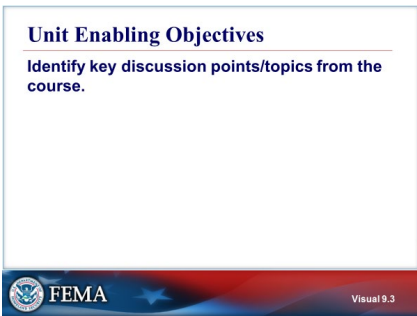 Unit Enabling Objectives
Identify key discussion points/topics from the
course.
FEMA
Visual 9.3